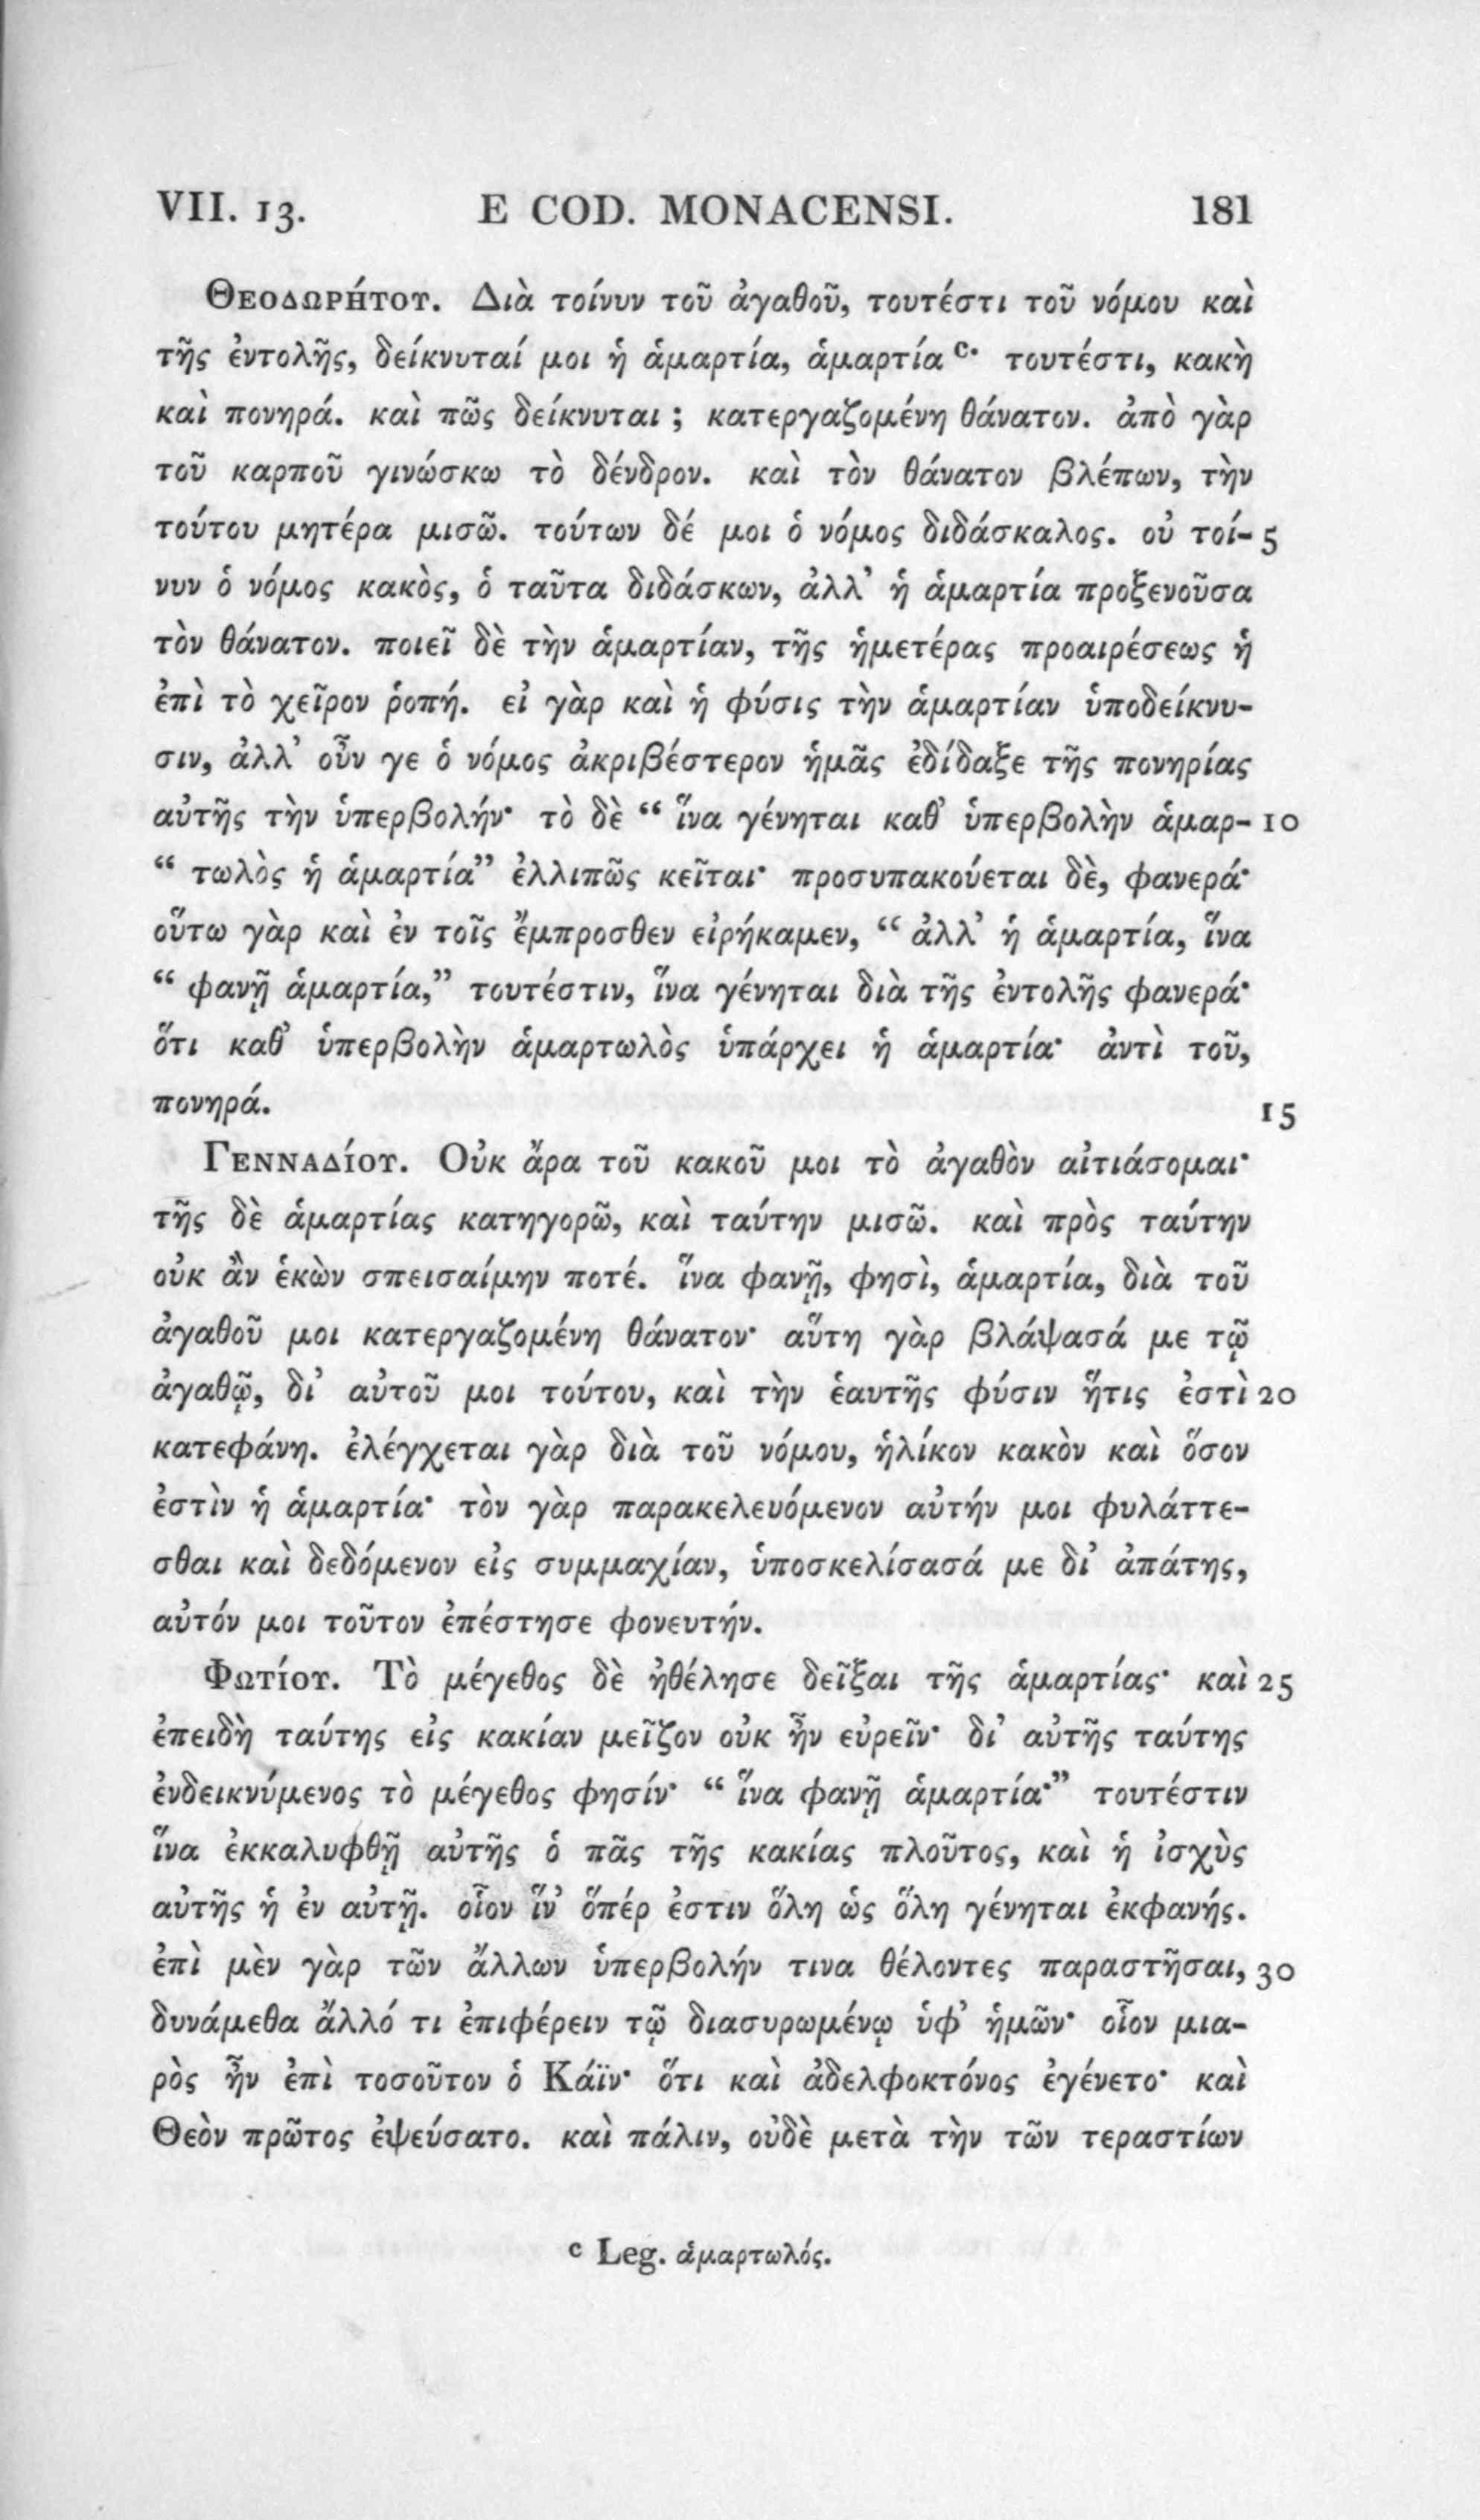 VII. 13. E COD. MONACENSI. 181
Θεοδωρήτου. Διὰ τοίνυν τοῦ ἀγαθοῦ, τουτέστι τοῦ νόμου καὶ
τῆς ἐντολῆς, δείκνυταί μοι ἡ ἁμαρτία, ἁμαρτία c· τουτέστι, κακὴ
καὶ πονηρά. καὶ πῶς δείκνυται ; κατεργαζομένη θάνατον. ἀπὸ γὰρ
τοῦ καρποῦ γινώσκω τὸ δένδρον. καὶ τὸν θάνατον βλέπων, τὴν
τούτου μητέρα μισῶ. τούτων δέ μοι ὁ νόμος διδάσκαλος. οὐ τοί- 5
νυν ὁ νόμος κακὸς, ὁ ταῦτα διδάσκων, ἀλλ’ ἡ ἁμαρτία προξενοῦσα
τὸν θάνατον. ποιεῖ δὲ τὴν ἁμαρτίαν, τῆς ἡμετέρας προαιρέσεως ἡ
ἐπὶ τὸ χεῖρον ῥοπή. εἰ γὰρ καὶ ἡ φύσις τὴν ἁμαρτίαν ὑποδείκνυ-
σιν, ἀλλ’ οὖν γε ὁ νόμος ἀκριβέστερον ἡμᾶς ἐδίδαξε τῆς πονηρίας
αὐτῆς τὴν ὑπερβολήν· τὸ δὲ “ ἵνα γένηται καθ’ ὑπερβολὴν ἁμαρ- 10
“ τωλὸς ἡ ἁμαρτία” ἐλλιπῶς κεῖται· προσυπακούεται δὲ, φανερά·
οὕτω γὰρ καὶ ἐν τοῖς ἔμπροσθεν εἰρήκαμεν, “ ἀλλ’ ἡ ἁμαρτία, ἵνα
“ φανῇ ἁμαρτία,” τουτέστιν, ἵνα γένηται διὰ τῆς ἐντολῆς φανερά·
ὅτι καθ’ ὑπερβολὴν ἁμαρτωλὸς ὑπάρχει ἡ ἁμαρτία· ἀντὶ τοῦ,
πονηρά. 15
Γενναδίου. Οὐκ ἄρα τοῦ κακοῦ μοι τὸ ἀγαθὸν αἰτιάσομαι·
τῆς δὲ ἁμαρτίας κατηγορῶ, καὶ ταύτην μισῶ. καὶ πρὸς ταύτην
οὐκ ἂν ἑκὼν σπεισαίμην ποτέ. ἵνα φανῇ, φησὶ, ἁμαρτία, διὰ τοῦ
ἀγαθοῦ μοι κατεργαζομένη θάνατον· αὕτη γὰρ βλάψασά με τῷ
ἀγαθῷ, δι’ αὐτοῦ μοι τούτου, καὶ τὴν ἑαυτῆς φύσιν ἥτις ἐστὶ 20
κατεφάνη. ἐλέγχεται γὰρ διὰ τοῦ νόμου, ἡλίκον κακὸν καὶ ὅσον
ἐστὶν ἡ ἁμαρτία· τὸν γὰρ παρακελευόμενον αὐτήν μοι φυλάττε-
σθαι καὶ δεδόμενον εἰς συμμαχίαν, ὑποσκελίσασά με δι’ ἀπάτης,
αὐτόν μοι τοῦτον ἐπέστησε φονευτήν.
Φωτίου. Τὸ μέγεθος δὲ ἠθέλησε δεῖξαι τῆς ἁμαρτίας· καὶ 25
ἐπειδὴ ταύτης εἰς κακίαν μεῖζον οὐκ ἦν εὑρεῖν· δι’ αὐτῆς ταύτης
ἐνδεικνύμενος τὸ μέγεθος φησίν· “ ἵνα φανῇ ἁμαρτία·” τουτέστιν
ἵνα ἐκκαλυφθῇ αὐτῆς ὁ πᾶς τῆς κακίας πλοῦτος, καὶ ἡ ἰσχὺς
αὐτῆς ἡ ἐν αὐτῇ. οἷον ἵν’ ὅπέρ ἐστιν ὅλη ὡς ὅλη γένηται ἐκφανής.
ἐπὶ μὲν γὰρ τῶν ἄλλων ὑπερβολήν τινα θέλοντες παραστῆσαι, 30
δυνάμεθα ἄλλό τι ἐπιφέρειν τῷ διασυρωμένῳ ὑφ’ ἡμῶν· οἷον μια-
ρὸς ἦν ἐπὶ τοσοῦτον ὁ Κάϊν· ὅτι καὶ ἀδελφοκτόνος ἐγένετο· καὶ
Θεὸν πρῶτος ἐψεύσατο. καὶ πάλιν, οὐδὲ μετὰ τὴν τῶν τεραστίων
c Leg. ἁμαρτωλός.